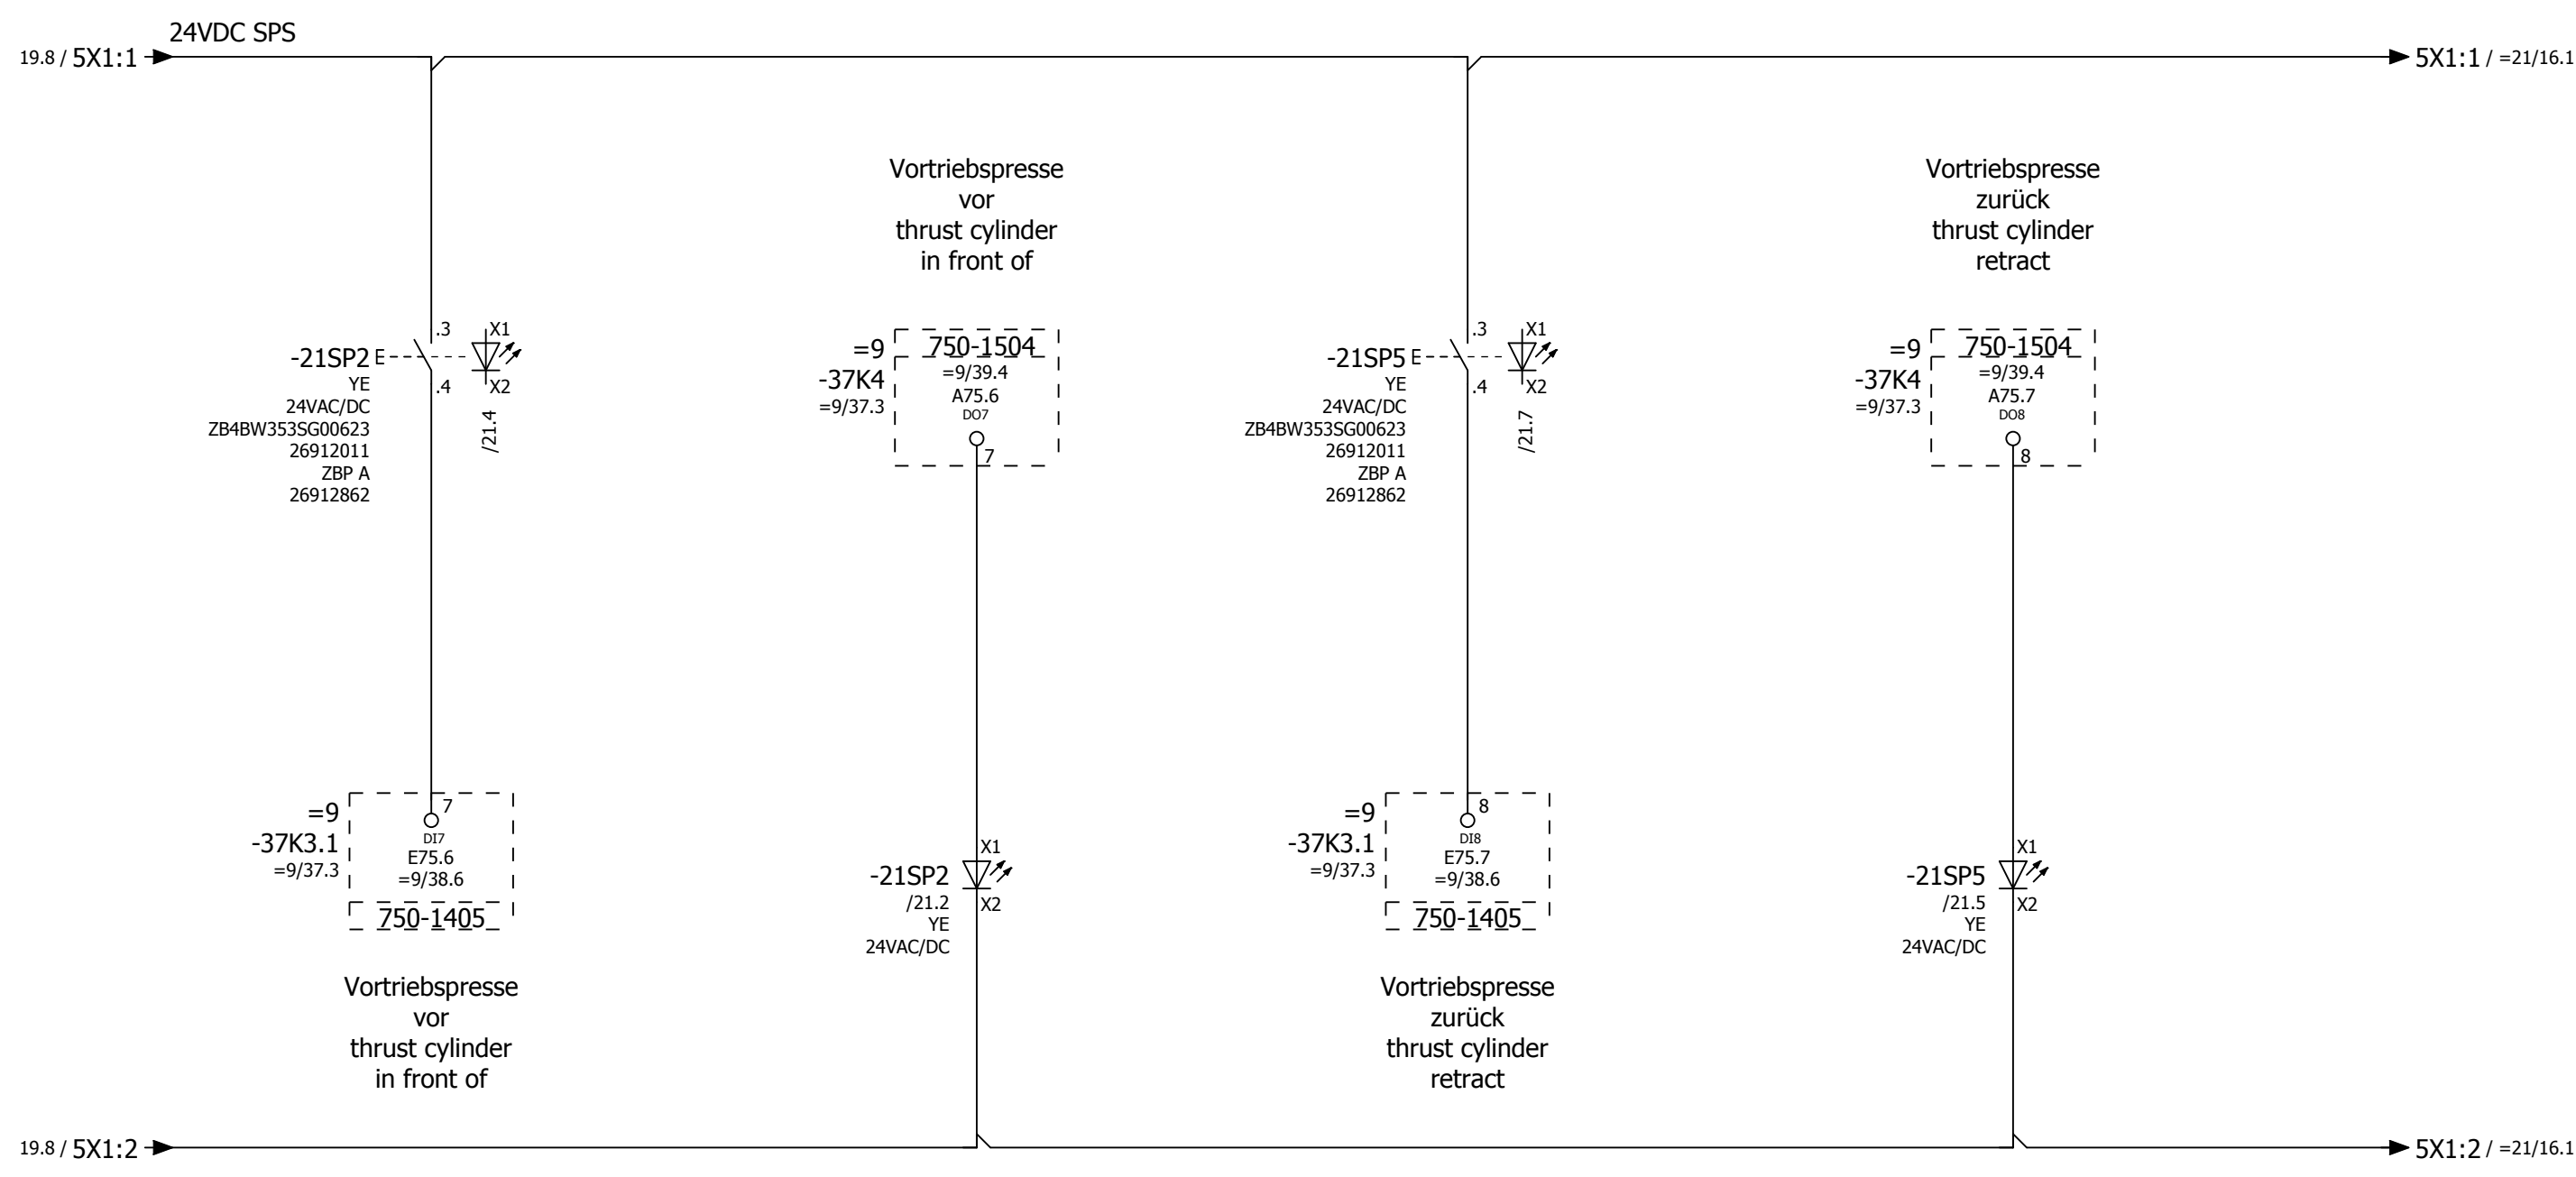 24VDC SPS
19.8 / 5X1:1
5X1:1 / =21/16.1
Vortriebspresse
vor
thrust cylinder
in front of
Vortriebspresse
zurück
thrust cylinder
retract
-21SP2
YE
24VAC/DC
ZB4BW353SG00623
26912011
ZBP A
26912862
.3
.4
X1
X2
/21.4
=9
-37K4
=9/37.3
750-1504
=9/39.4
A75.6
DO7
7
-21SP5
YE
24VAC/DC
ZB4BW353SG00623
26912011
ZBP A
26912862
.3
.4
X1
X2
/21.7
=9
-37K4
=9/37.3
750-1504
=9/39.4
A75.7
DO8
8
=9
-37K3.1
=9/37.3
7
DI7
E75.6
=9/38.6
750-1405
Vortriebspresse
vor
thrust cylinder
in front of
-21SP2
/21.2
YE
24VAC/DC
X1
X2
=9
-37K3.1
=9/37.3
8
DI8
E75.7
=9/38.6
750-1405
Vortriebspresse
zurück
thrust cylinder
retract
-21SP5
/21.5
YE
24VAC/DC
X1
X2
19.8 / 5X1:2
5X1:2 / =21/16.1